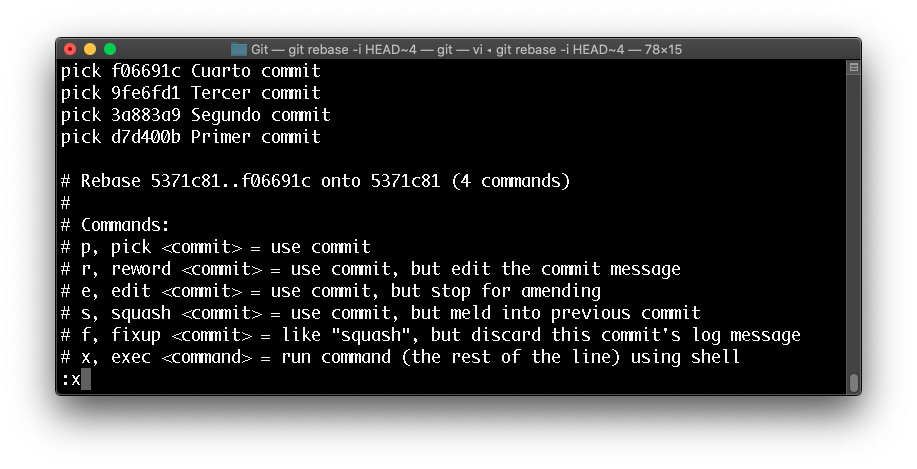 Git — git rebase -i HEAD~4 — git — vi ◂ git rebase -i HEAD~4 — 78×15
pick f06691c Cuarto commit
pick 9fe6fd1 Tercer commit
pick 3a883a9 Segundo commit
pick d7d400b Primer commit

# Rebase 5371c81..f06691c onto 5371c81 (4 commands)
#
# Commands:
# p, pick <commit> = use commit
# r, reword <commit> = use commit, but edit the commit message
# e, edit <commit> = use commit, but stop for amending
# s, squash <commit> = use commit, but meld into previous commit
# f, fixup <commit> = like "squash", but discard this commit's log message
# x, exec <command> = run command (the rest of the line) using shell
:x